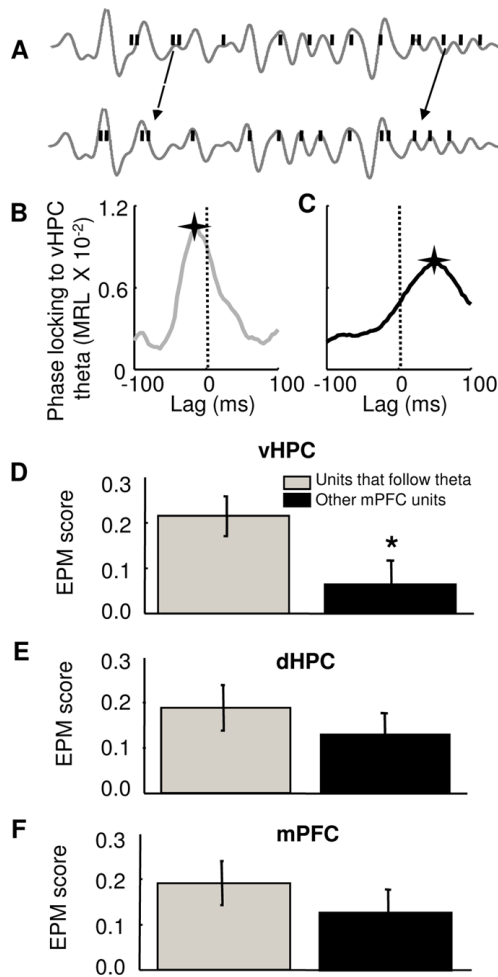 A
B
C
Phase locking to vHPC
theta (MRL X 10-2)
1.2
0.6
0
-100 0 100
Lag (ms)
-100 0 100
Lag (ms)
D
vHPC
Units that follow theta
Other mPFC units
EPM score
0.3
0.2
0.1
0.0
*
E
dHPC
EPM score
0.3
0.2
0.1
0.0
F
mPFC
EPM score
0.3
0.2
0.1
0.0